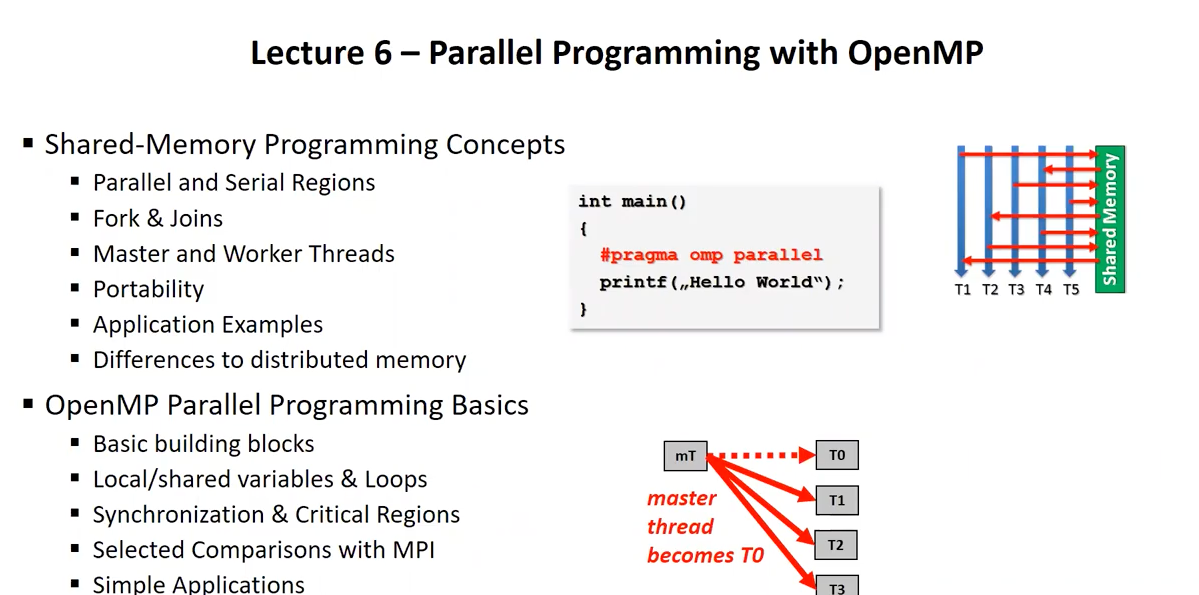 Lecture 6 – Parallel Programming with OpenMP
▪ Shared-Memory Programming Concepts
▪ Parallel and Serial Regions
▪ Fork & Joins
▪ Master and Worker Threads
▪ Portability
▪ Application Examples
▪ Differences to distributed memory
int main()
{
#pragma omp parallel
printf(„Hello World“);
}
Shared Memory
T1 T2 T3 T4 T5
▪ OpenMP Parallel Programming Basics
▪ Basic building blocks
▪ Local/shared variables & Loops
▪ Synchronization & Critical Regions
▪ Selected Comparisons with MPI
▪ Simple Applications
mT
T0
T1
T2
T3
master
thread
becomes T0